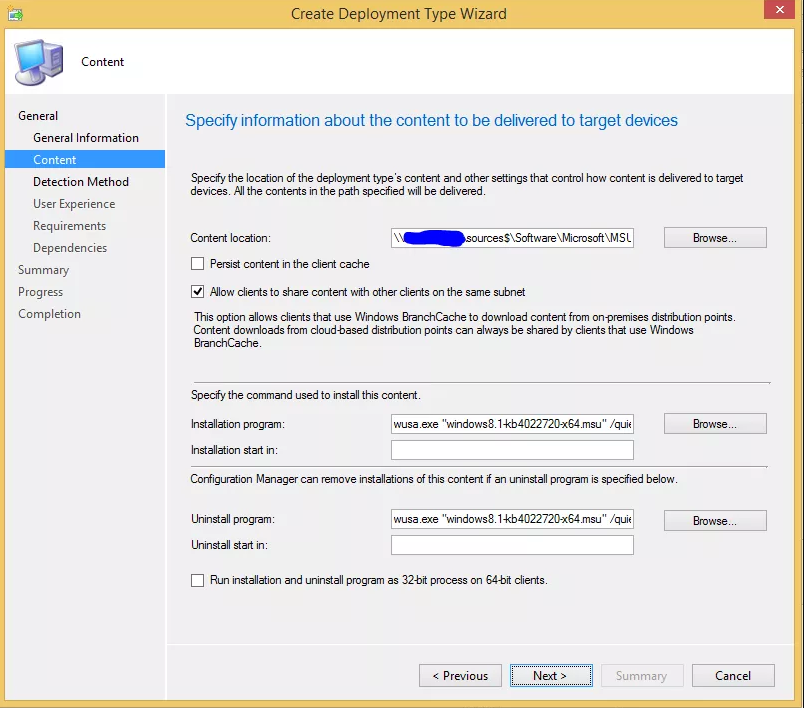 Create Deployment Type Wizard
Content
General
General Information
Content
Detection Method
User Experience
Requirements
Dependencies
Summary
Progress
Completion
Specify information about the content to be delivered to target devices
Specify the location of the deployment type's content and other settings that control how content is delivered to target
devices. All the contents in the path specified will be delivered.
Content location:
\\ sources$\Software\Microsoft\MSU
Browse...
Persist content in the client cache
Allow clients to share content with other clients on the same subnet
This option allows clients that use Windows BranchCache to download content from on-premises distribution points.
Content downloads from cloud-based distribution points can always be shared by clients that use Windows
BranchCache.
Specify the command used to install this content.
Installation program:
wusa.exe "windows8.1-kb4022720-x64.msu" /quie
Browse...
Installation start in:
Configuration Manager can remove installations of this content if an uninstall program is specified below.
Uninstall program:
wusa.exe "windows8.1-kb4022720-x64.msu" /quie
Browse...
Uninstall start in:
Run installation and uninstall program as 32-bit process on 64-bit clients.
< Previous
Next >
Summary
Cancel